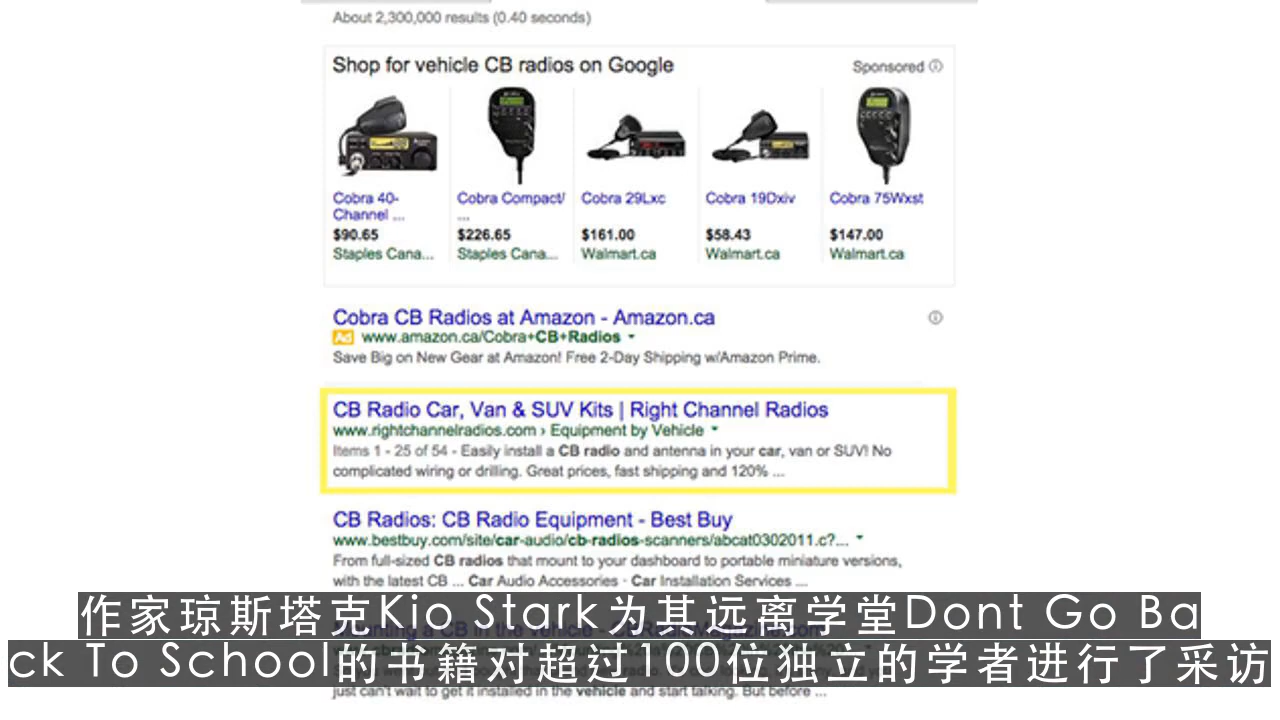 About 2,300,000 results (0.40 seconds)
Shop for vehicle CB radios on Google
Sponsored
Cobra 40-
Channel ...
$90.65
Staples Cana...
Cobra Compact/
...
$226.65
Staples Cana...
Cobra 29Lxc
$161.00
Walmart.ca
Cobra 19Dxiv
$58.43
Walmart.ca
Cobra 75Wxst
$147.00
Walmart.ca
Cobra CB Radios at Amazon - Amazon.ca
Ad www.amazon.ca/Cobra+CB+Radios
Save Big on New Gear at Amazon! Free 2-Day Shipping w/Amazon Prime.
CB Radio Car, Van & SUV Kits | Right Channel Radios
www.rightchannelradios.com › Equipment by Vehicle
Items 1 - 25 of 54 - Easily install a CB radio and antenna in your car, van or SUV! No
complicated wiring or drilling. Great prices, fast shipping and 120% ...
CB Radios: CB Radio Equipment - Best Buy
www.bestbuy.com/site/car-audio/cb-radios-scanners/abcat0302011.c?...
From full-sized CB radios that mount to your dashboard to portable miniature versions,
with the latest CB ... Car Audio Accessories · Car Installation Services ...
作家琼斯塔克Kio Stark为其远离学堂Dont Go Ba
ck To School的书籍对超过100位独立的学者进行了采访
just can't wait to get it installed in the vehicle and start talking. But before ...